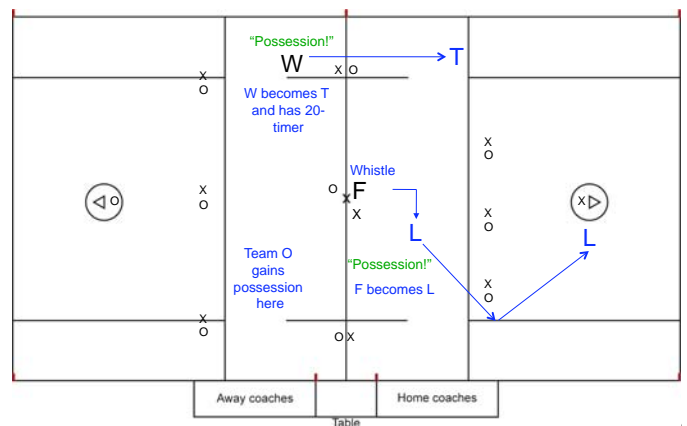 “Possession!”
W
T
X O
X
O
W becomes T
and has 20-
timer
X
O
Whistle
O
X
O
O
F
X
X
X
O
X
L
L
Team O
gains
possession
here
“Possession!”
F becomes L
X
O
X
O
O X
Away coaches
Home coaches
Table